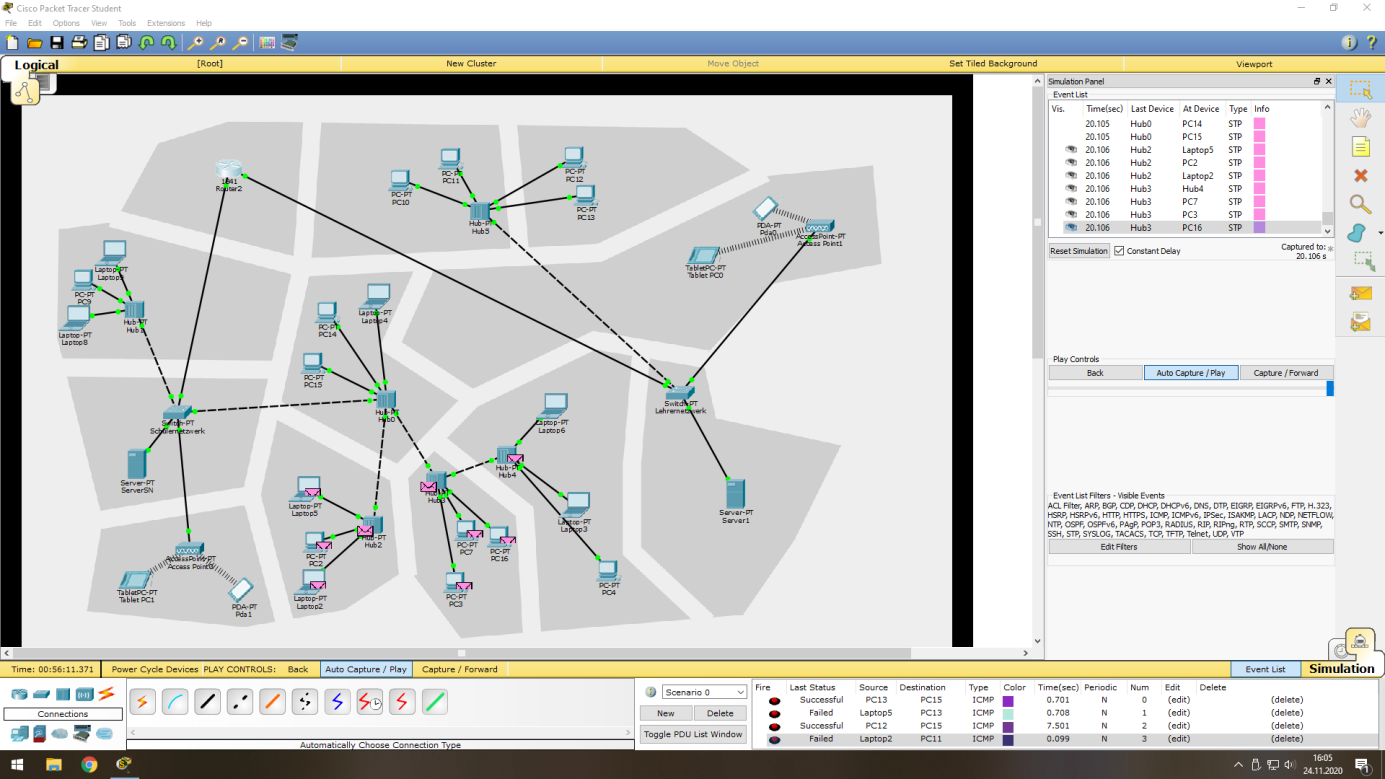 Cisco Packet Tracer Student
File Edit Options View Tools Extensions Help
Logical [Root] New Cluster Move Object Set Tiled Background Viewport
1841
Router2
PC-PT
PC11
PC-PT
PC10
PC-PT
PC12
PC-PT
PC13
Hub-PT
Hub5
PDA-PT
Pda0
AccessPoint-PT
Access Point1
TabletPC-PT
Tablet PC0
Laptop-PT
PC-PT
PC9
Laptop-PT
Laptop8
Hub-PT
PC-PT
PC14
Laptop-PT
Laptop4
PC-PT
PC15
Hub-PT
Hub0
Switch-PT
Schülernetzwerk
Switch-PT
Lehrernetzwerk
Laptop-PT
Laptop6
Hub-PT
Hub4
Server-PT
ServerSN
Laptop-PT
Laptop5
Hub3
Hub-PT
Hub2
PC-PT
PC2
PC-PT
PC7
PC-PT
PC16
Laptop-PT
Laptop3
Server-PT
Server1
AccessPoint-PT
TabletPC-PT
Tablet PC1
PDA-PT
Pda1
Laptop-PT
Laptop2
PC-PT
PC3
PC-PT
PC4
Simulation Panel
Event List
Vis. Time(sec) Last Device At Device Type Info
20.105 Hub0 PC14 STP
20.105 Hub0 PC15 STP
20.106 Hub2 Laptop5 STP
20.106 Hub2 PC2 STP
20.106 Hub2 Laptop2 STP
20.106 Hub3 Hub4 STP
20.106 Hub3 PC7 STP
20.106 Hub3 PC3 STP
20.106 Hub3 PC16 STP
Reset Simulation Constant Delay Captured to: *
20.106 s
Play Controls
Back Auto Capture / Play Capture / Forward
Event List Filters - Visible Events
ACL Filter, ARP, BGP, CDP, DHCP, DHCPv6, DNS, DTP, EIGRP, EIGRPv6, FTP, H.323,
HSRP, HSRPv6, HTTP, HTTPS, ICMP, ICMPv6, IPSec, ISAKMP, LACP, NDP, NETFLOW,
NTP, OSPF, OSPFv6, PAgP, POP3, RADIUS, RIP, RIPng, RTP, SCCP, SMTP, SNMP,
SSH, STP, SYSLOG, TACACS, TCP, TFTP, Telnet, UDP, VTP
Edit Filters Show All/None
Time: 00:56:11.371 Power Cycle Devices PLAY CONTROLS: Back Auto Capture / Play Capture / Forward Event List Simulation
Connections
Automatically Choose Connection Type
Scenario 0
New Delete
Toggle PDU List Window
Fire Last Status Source Destination Type Color Time(sec) Periodic Num Edit Delete
Successful PC13 PC15 ICMP 0.701 N 0 (edit) (delete)
Failed Laptop5 PC13 ICMP 0.708 N 1 (edit) (delete)
Successful PC12 PC15 ICMP 7.501 N 2 (edit) (delete)
Failed Laptop2 PC11 ICMP 0.099 N 3 (edit) (delete)
16:05
24.11.2020